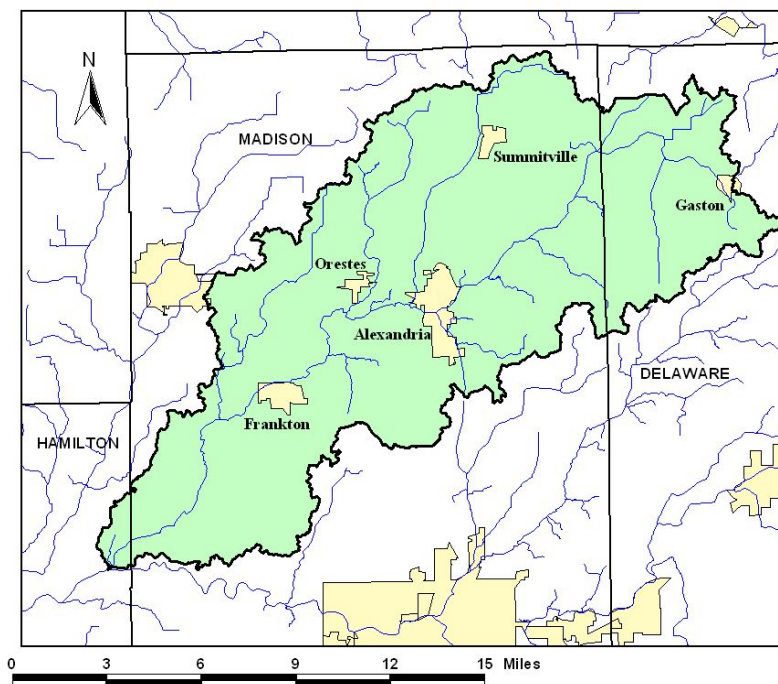 N
MADISON
Summitville
Gaston
Orestes
Alexandria
DELAWARE
Frankton
HAMILTON
0 3 6 9 12 15 Miles